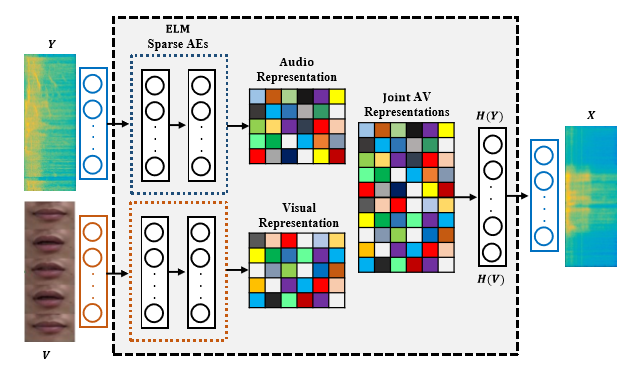 ELM
Sparse AEs
Y
Audio
Representation
Joint AV
Representations
H(Y)
X
Visual
Representation
H(V)
V